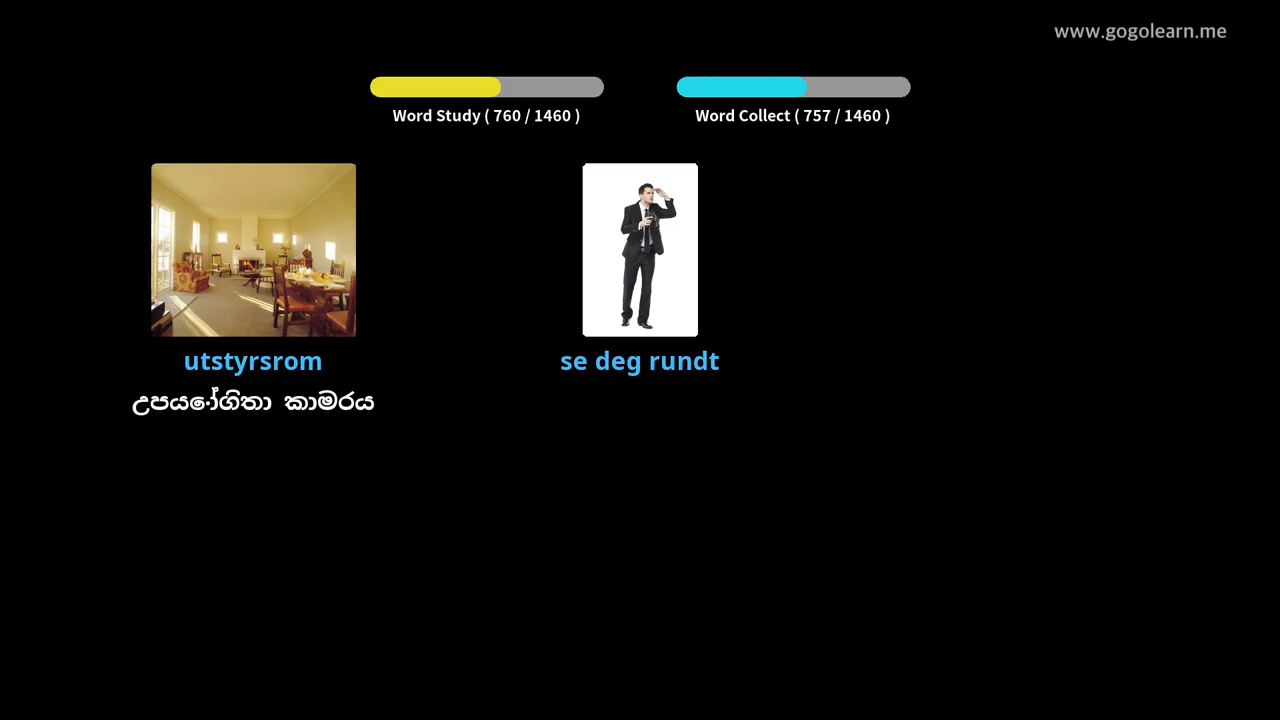 www.gogolearn.me
Word Study ( 760 / 1460 )
Word Collect ( 757 / 1460 )
utstyrsrom
se deg rundt
උපයෝගිතා කාමරය